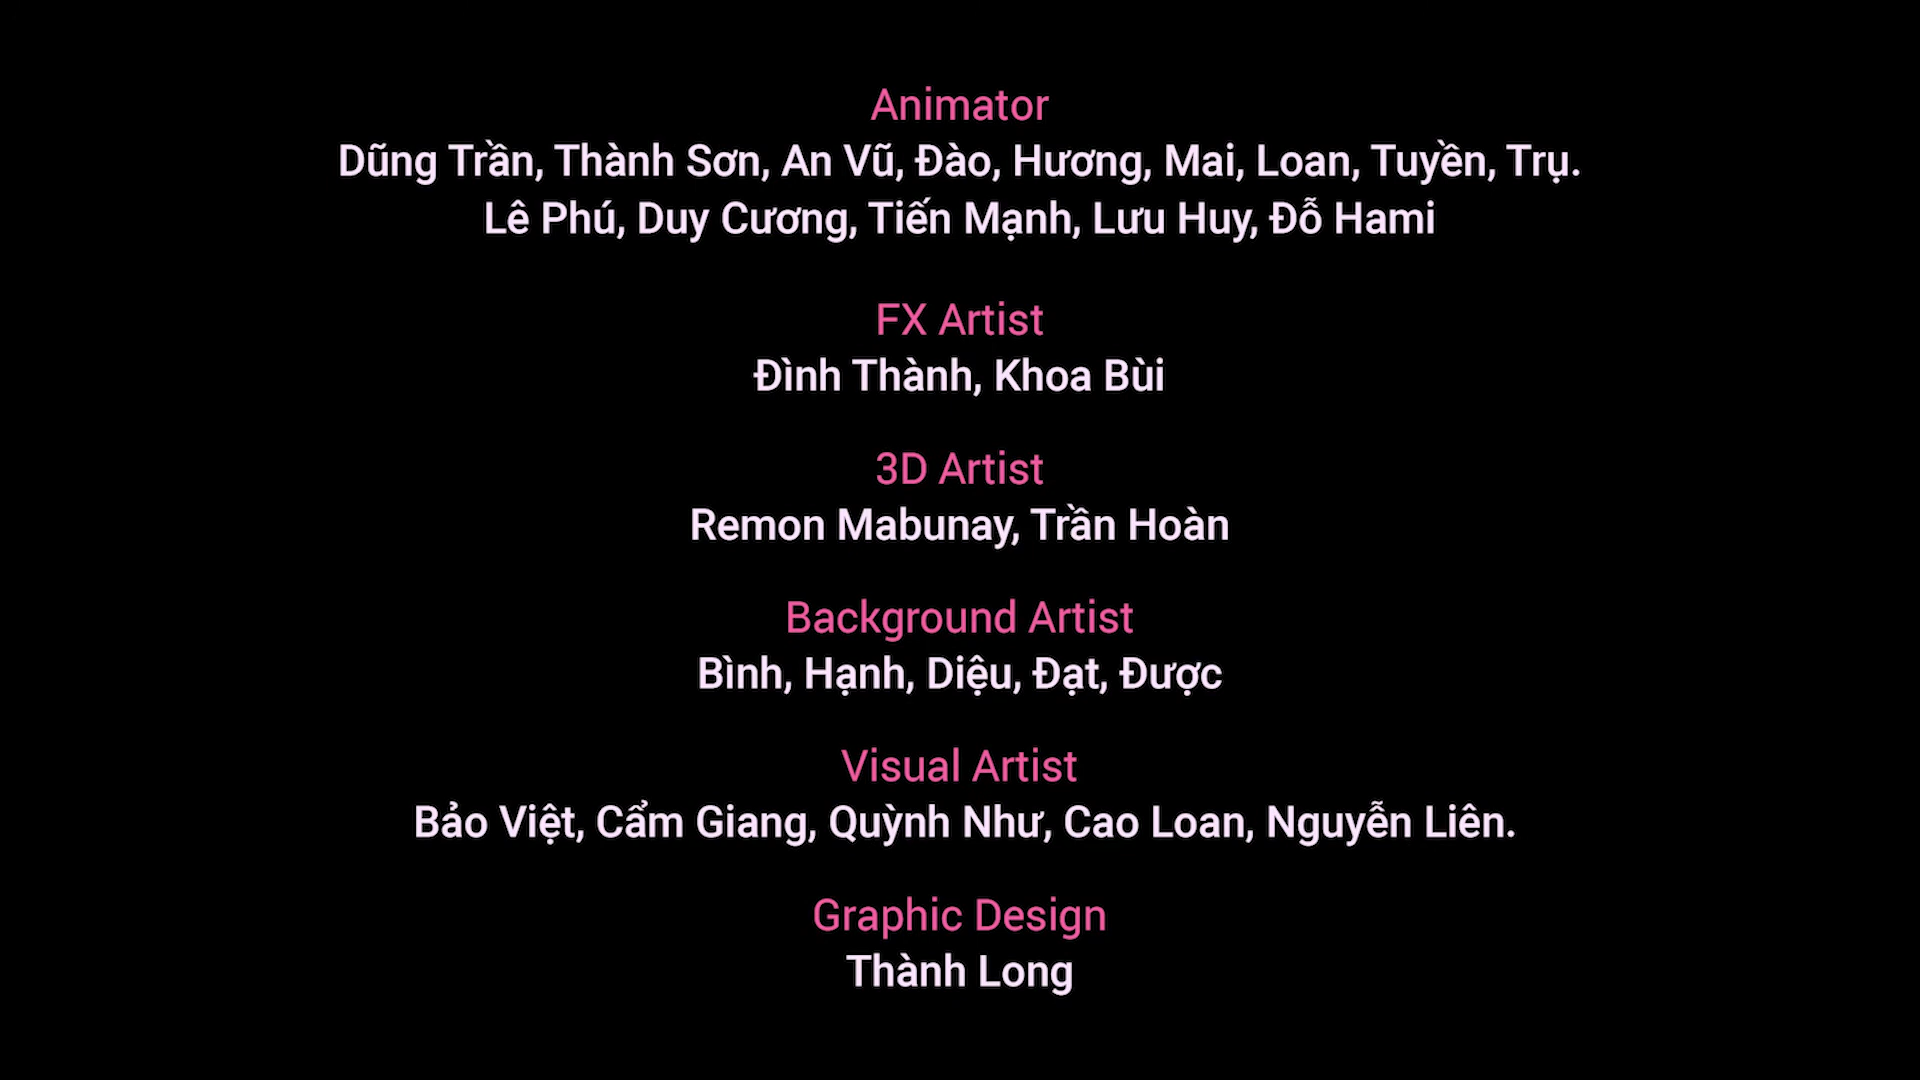 Animator
Dũng Trần, Thành Sơn, An Vũ, Đào, Hương, Mai, Loan, Tuyền, Trụ.
Lê Phú, Duy Cương, Tiến Mạnh, Lưu Huy, Đỗ Hami
FX Artist
Đình Thành, Khoa Bùi
3D Artist
Remon Mabunay, Trần Hoàn
Background Artist
Bình, Hạnh, Diệu, Đạt, Được
Visual Artist
Bảo Việt, Cẩm Giang, Quỳnh Như, Cao Loan, Nguyễn Liên.
Graphic Design
Thành Long